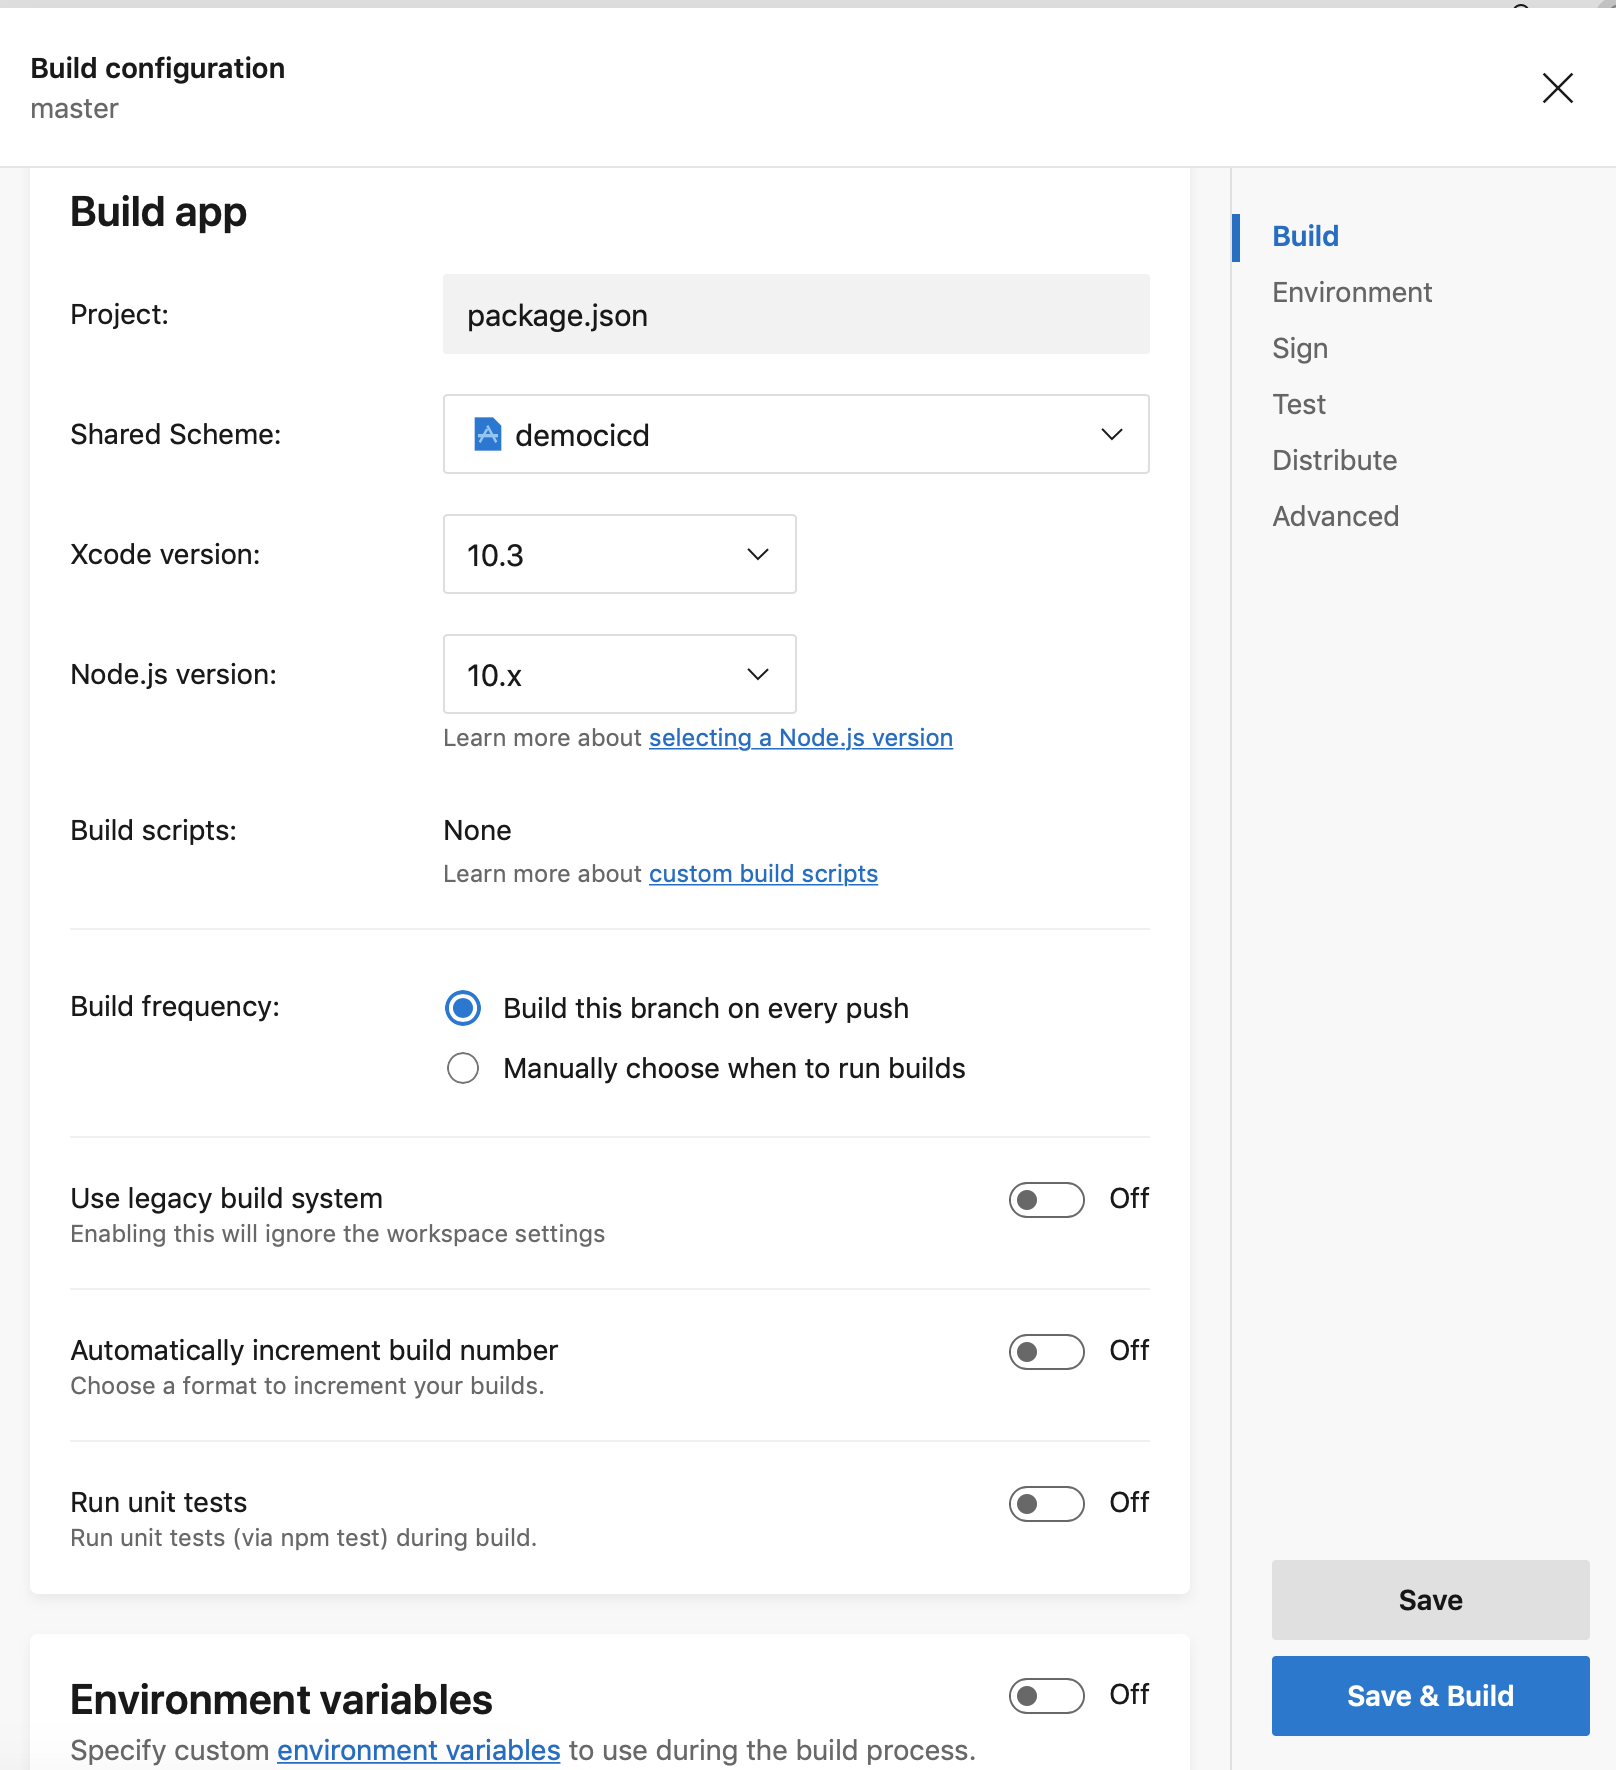 Build configuration
master
Build app
Project:
package.json
Shared Scheme:
democicd
Xcode version:
10.3
Node.js version:
10.x
Learn more about selecting a Node.js version
Build scripts:
None
Learn more about custom build scripts
Build frequency:
Build this branch on every push
Manually choose when to run builds
Use legacy build system
Off
Enabling this will ignore the workspace settings
Automatically increment build number
Off
Choose a format to increment your builds.
Run unit tests
Off
Run unit tests (via npm test) during build.
Environment variables
Off
Specify custom environment variables to use during the build process.
Build
Environment
Sign
Test
Distribute
Advanced
Save
Save & Build